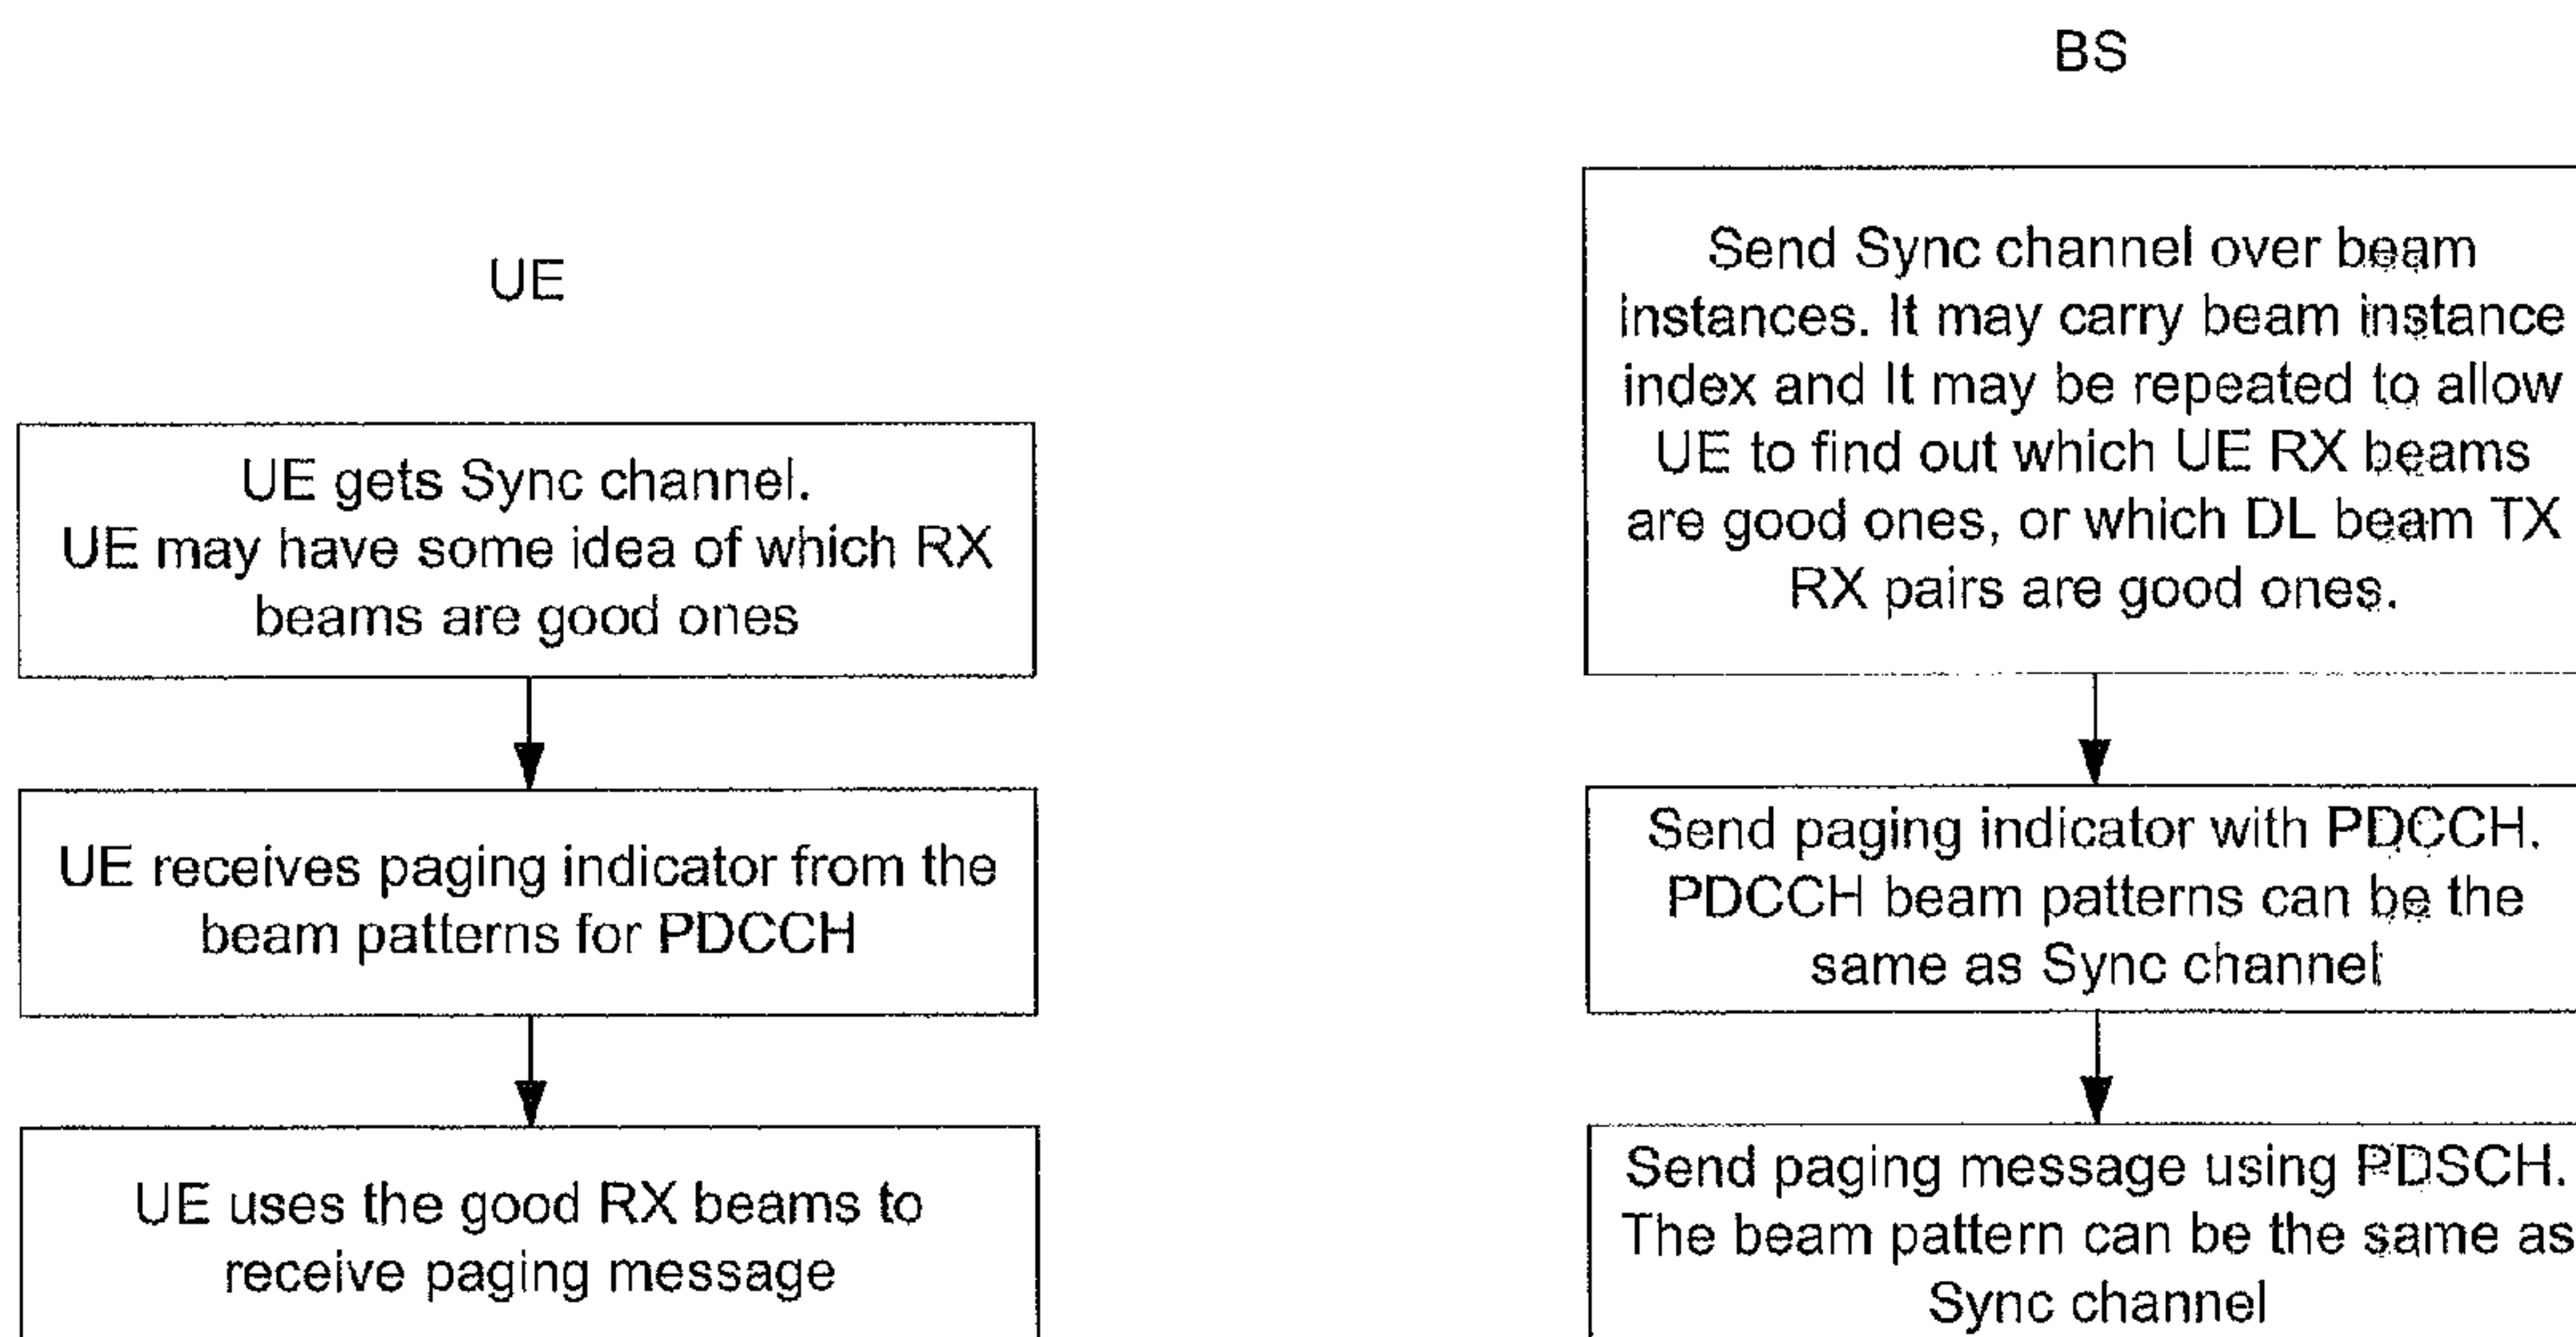 UE
UE gets Sync channel.
UE may have some idea of which RX
beams are good ones
UE receives paging indicator from the
beam patterns for PDCCH
UE uses the good RX beams to
receive paging message
BS
Send Sync channel over beam
instances. It may carry beam instance
index and It may be repeated to allow
UE to find out which UE RX beams
are good ones, or which DL beam TX
RX pairs are good ones.
Send paging indicator with PDCCH.
PDCCH beam patterns can be the
same as Sync channel
Send paging message using PDSCH.
The beam pattern can be the same as
Sync channel